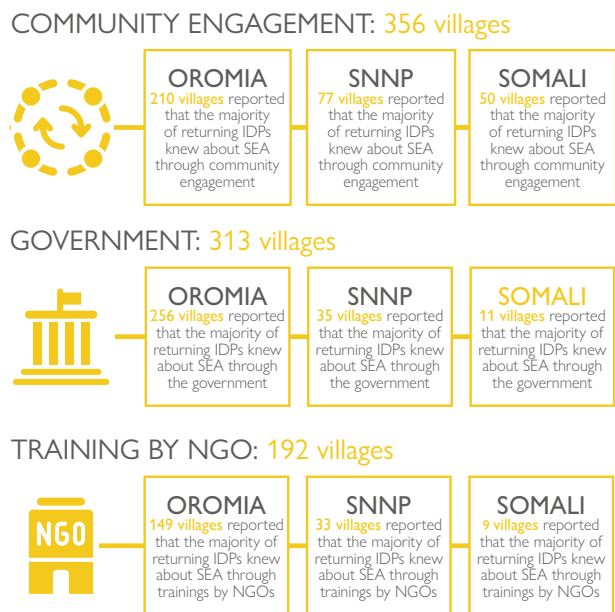 COMMUNITY ENGAGEMENT: 356 villages
OROMIA
210 villages reported
that the majority
of returning IDPs
knew about SEA
through community
engagement
SNNP
77 villages reported
that the majority
of returning IDPs
knew about SEA
through community
engagement
SOMALI
50 villages reported
that the majority
of returning IDPs
knew about SEA
through community
engagement
GOVERNMENT: 313 villages
OROMIA
256 villages reported
that the majority of
returning IDPs knew
about SEA through
the government
SNNP
35 villages reported
that the majority of
returning IDPs knew
about SEA through
the government
SOMALI
11 villages reported
that the majority of
returning IDPs knew
about SEA through
the government
TRAINING BY NGO: 192 villages
NGO
OROMIA
149 villages reported
that the majority of
returning IDPs knew
about SEA through
trainings by NGOs
SNNP
33 villages reported
that the majority of
returning IDPs knew
about SEA through
trainings by NGOs
SOMALI
9 villages reported
that the majority of
returning IDPs knew
about SEA through
trainings by NGOs